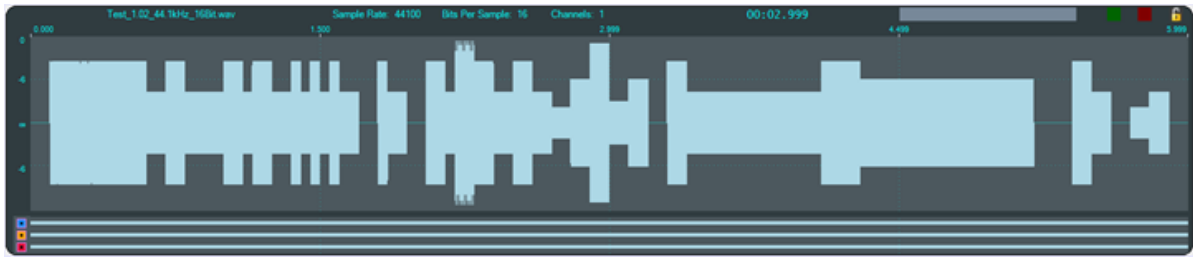 Test_1.02_44.1kHz_16Bit.wav Sample Rate: 44100 Bits Per Sample: 16 Channels: 1 00:02.999
0.000 1.500 2.999 4.499 5.999
0
-6
∞
-6